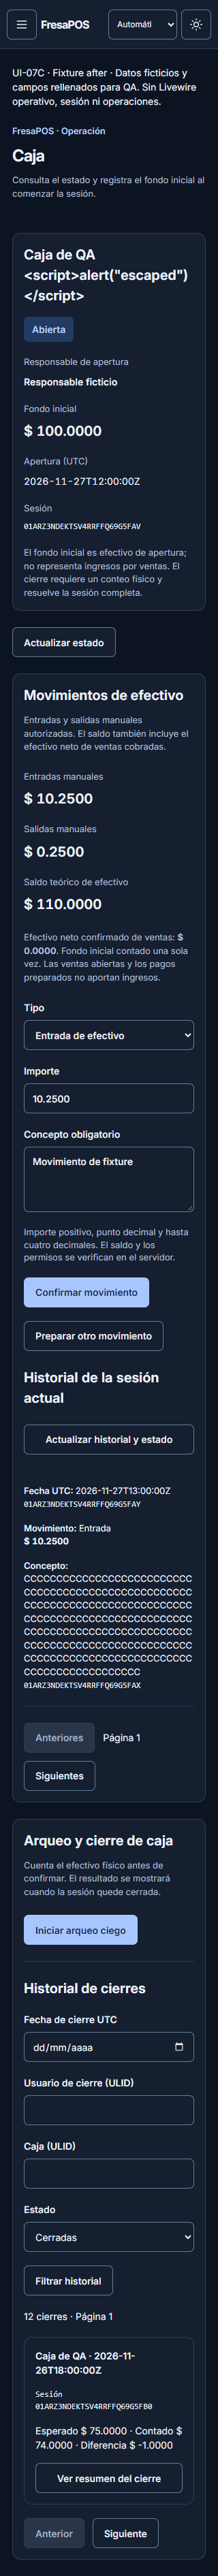 FresaPOS
Automáti
UI-07C · Fixture after · Datos ficticios y
campos rellenados para QA. Sin Livewire
operativo, sesión ni operaciones.
FresaPOS · Operación
Caja
Consulta el estado y registra el fondo inicial al
comenzar la sesión.
Caja de QA
<script>alert("escaped")
</script>
Abierta
Responsable de apertura
Responsable ficticio
Fondo inicial
$ 100.0000
Apertura (UTC)
2026-11-27T12:00:00Z
Sesión
01ARZ3NDEKTSV4RRFFQ69G5FAV
El fondo inicial es efectivo de apertura;
no representa ingresos por ventas. El
cierre requiere un conteo físico y
resuelve la sesión completa.
Actualizar estado
Movimientos de efectivo
Entradas y salidas manuales
autorizadas. El saldo también incluye el
efectivo neto de ventas cobradas.
Entradas manuales
$ 10.2500
Salidas manuales
$ 0.2500
Saldo teórico de efectivo
$ 110.0000
Efectivo neto confirmado de ventas: $
0.0000. Fondo inicial contado una sola
vez. Las ventas abiertas y los pagos
preparados no aportan ingresos.
Tipo
Entrada de efectivo
Importe
10.2500
Concepto obligatorio
Movimiento de fixture
Importe positivo, punto decimal y hasta
cuatro decimales. El saldo y los
permisos se verifican en el servidor.
Confirmar movimiento
Preparar otro movimiento
Historial de la sesión
actual
Actualizar historial y estado
Fecha UTC: 2026-11-27T13:00:00Z
01ARZ3NDEKTSV4RRFFQ69G5FAY
Movimiento: Entrada
$ 10.2500
Concepto:
CCCCCCCCCCCCCCCCCCCCCCCCCC
CCCCCCCCCCCCCCCCCCCCCCCCCC
CCCCCCCCCCCCCCCCCCCCCCCCCC
CCCCCCCCCCCCCCCCCCCCCCCCCC
CCCCCCCCCCCCCCCCCCCCCCCCCC
CCCCCCCCCCCCCCCCCCCCCCCCCC
CCCCCCCCCCCCCCCCCCCCCCCCCC
CCCCCCCCCCCCCCCCCC
01ARZ3NDEKTSV4RRFFQ69G5FAX
Anteriores
Página 1
Siguientes
Arqueo y cierre de caja
Cuenta el efectivo físico antes de
confirmar. El resultado se mostrará
cuando la sesión quede cerrada.
Iniciar arqueo ciego
Historial de cierres
Fecha de cierre UTC
dd/mm/aaaa
Usuario de cierre (ULID)
Caja (ULID)
Estado
Cerradas
Filtrar historial
12 cierres · Página 1
Caja de QA · 2026-11-
26T18:00:00Z
Sesión
01ARZ3NDEKTSV4RRFFQ69G5FB0
Esperado $ 75.0000 · Contado $
74.0000 · Diferencia $ -1.0000
Ver resumen del cierre
Anterior
Siguiente